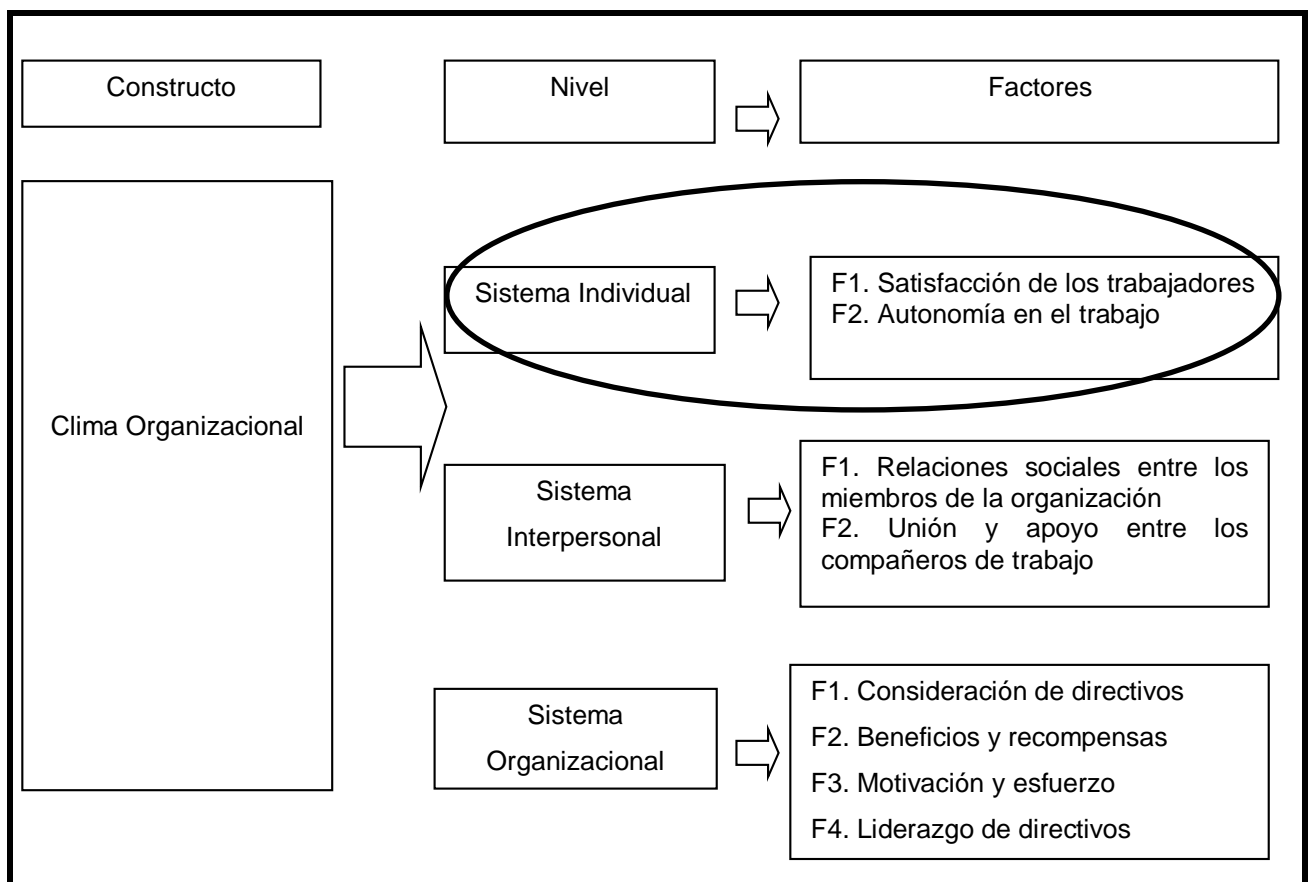 Constructo
Nivel
Factores
Clima Organizacional
Sistema Individual
F1. Satisfacción de los trabajadores
F2. Autonomía en el trabajo
Sistema
Interpersonal
F1. Relaciones sociales entre los
miembros de la organización
F2. Unión y apoyo entre los
compañeros de trabajo
Sistema
Organizacional
F1. Consideración de directivos
F2. Beneficios y recompensas
F3. Motivación y esfuerzo
F4. Liderazgo de directivos